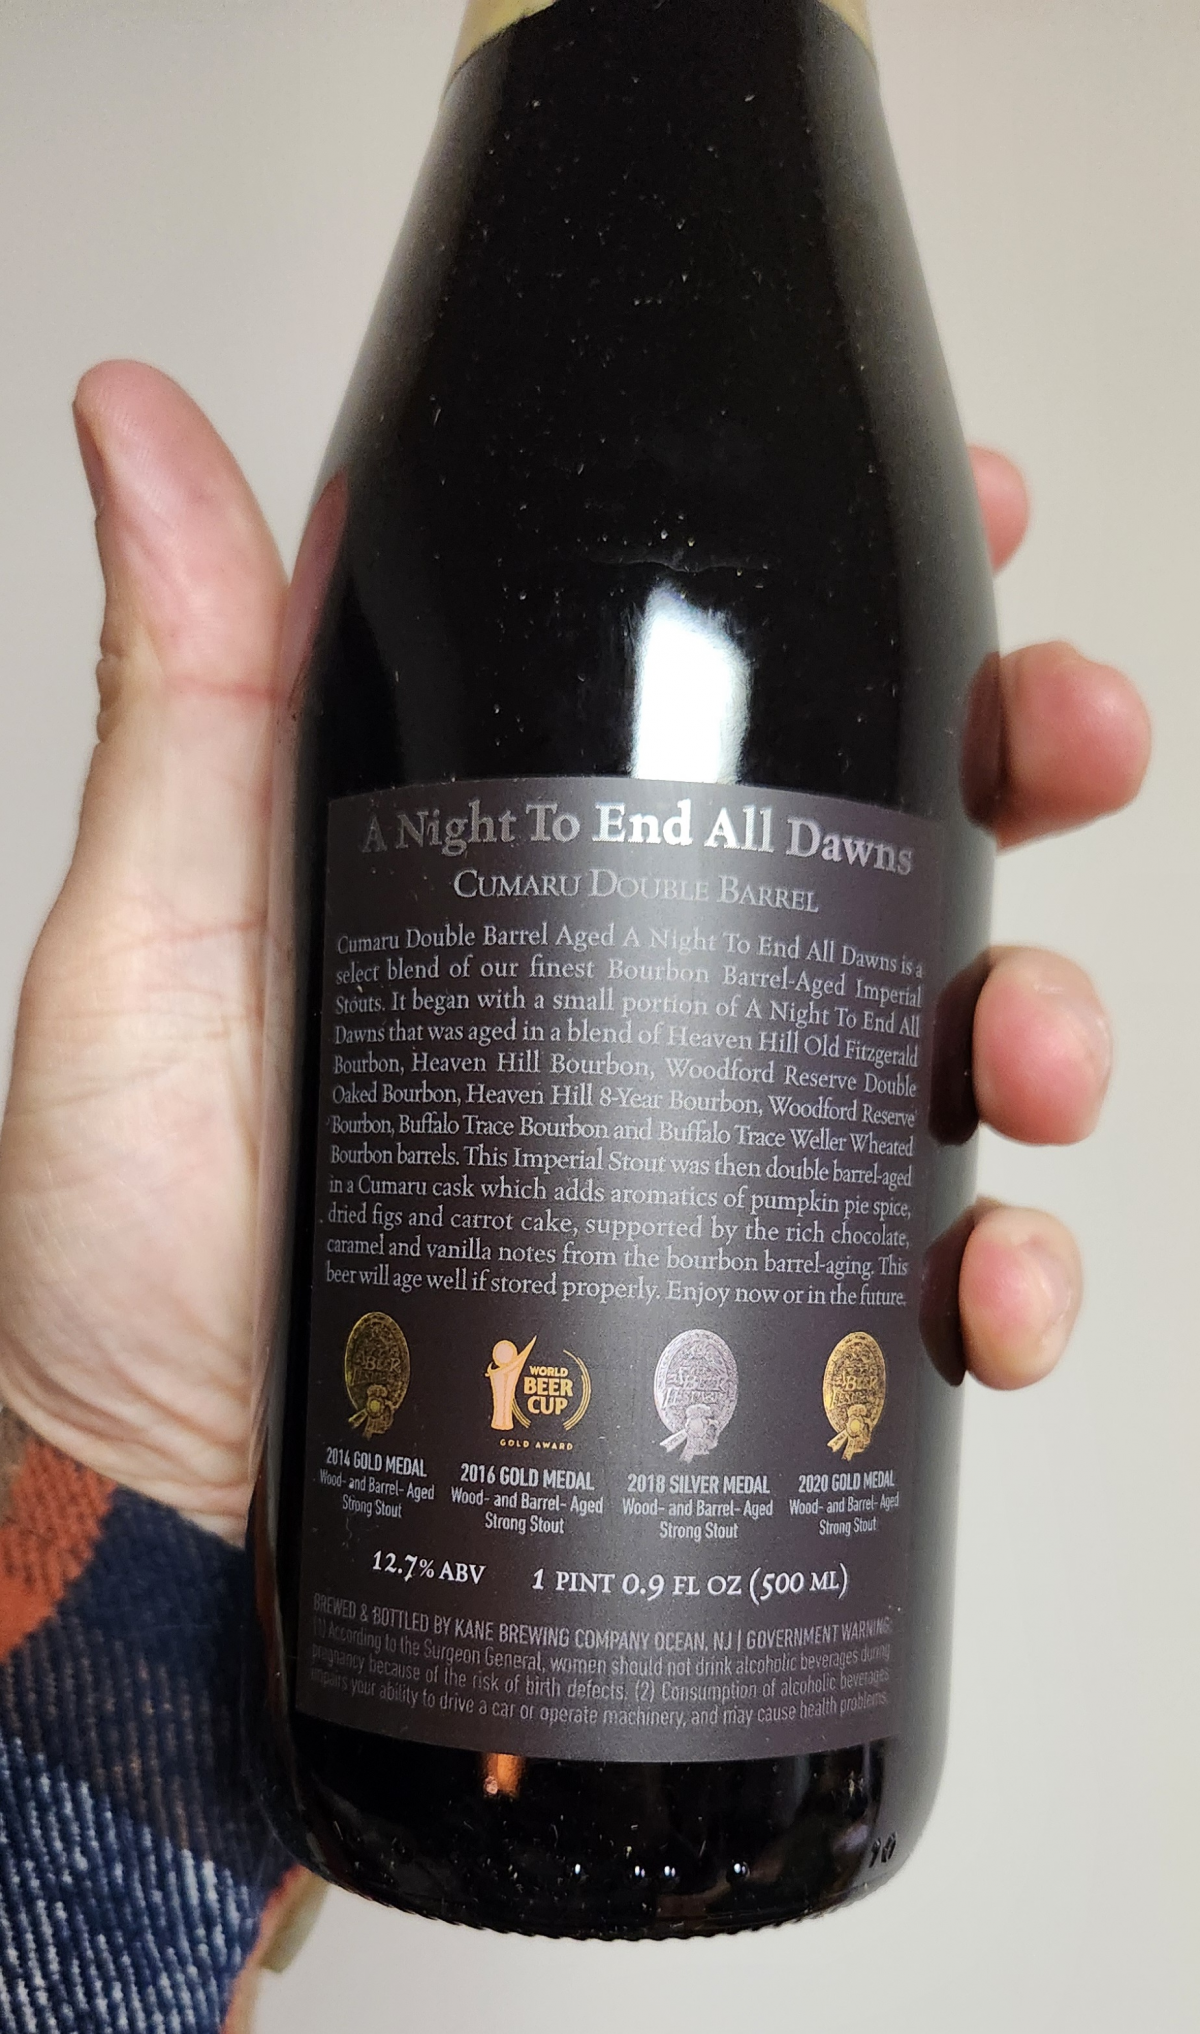 A Night To End All Dawns
CUMARU DOUBLE BARREL
Cumaru Double Barrel Aged A Night To End All Dawns is a
select blend of our finest Bourbon Barrel-Aged Imperial
Stouts. It began with a small portion of A Night To End All
Dawns that was aged in a blend of Heaven Hill Old Fitzgerald
Bourbon, Heaven Hill Bourbon, Woodford Reserve Double
Oaked Bourbon, Heaven Hill 8-Year Bourbon, Woodford Reserve
Bourbon, Buffalo Trace Bourbon and Buffalo Trace Weller Wheated
Bourbon barrels. This Imperial Stout was then double barrel-aged
in a Cumaru cask which adds aromatics of pumpkin pie spice,
dried figs and carrot cake, supported by the rich chocolate,
caramel and vanilla notes from the bourbon barrel-aging. This
beer will age well if stored properly. Enjoy now or in the future.
WORLD
BEER
CUP
GOLD AWARD
2014 GOLD MEDAL
Wood- and Barrel- Aged
Strong Stout
2016 GOLD MEDAL
Wood- and Barrel- Aged
Strong Stout
2018 SILVER MEDAL
Wood- and Barrel- Aged
Strong Stout
2020 GOLD MEDAL
Wood- and Barrel- Aged
Strong Stout
12.7% ABV 1 PINT 0.9 FL OZ (500 ML)
BREWED & BOTTLED BY KANE BREWING COMPANY OCEAN, NJ | GOVERNMENT WARNING:
(1) According to the Surgeon General, women should not drink alcoholic beverages during
pregnancy because of the risk of birth defects. (2) Consumption of alcoholic beverages
impairs your ability to drive a car or operate machinery, and may cause health problems.